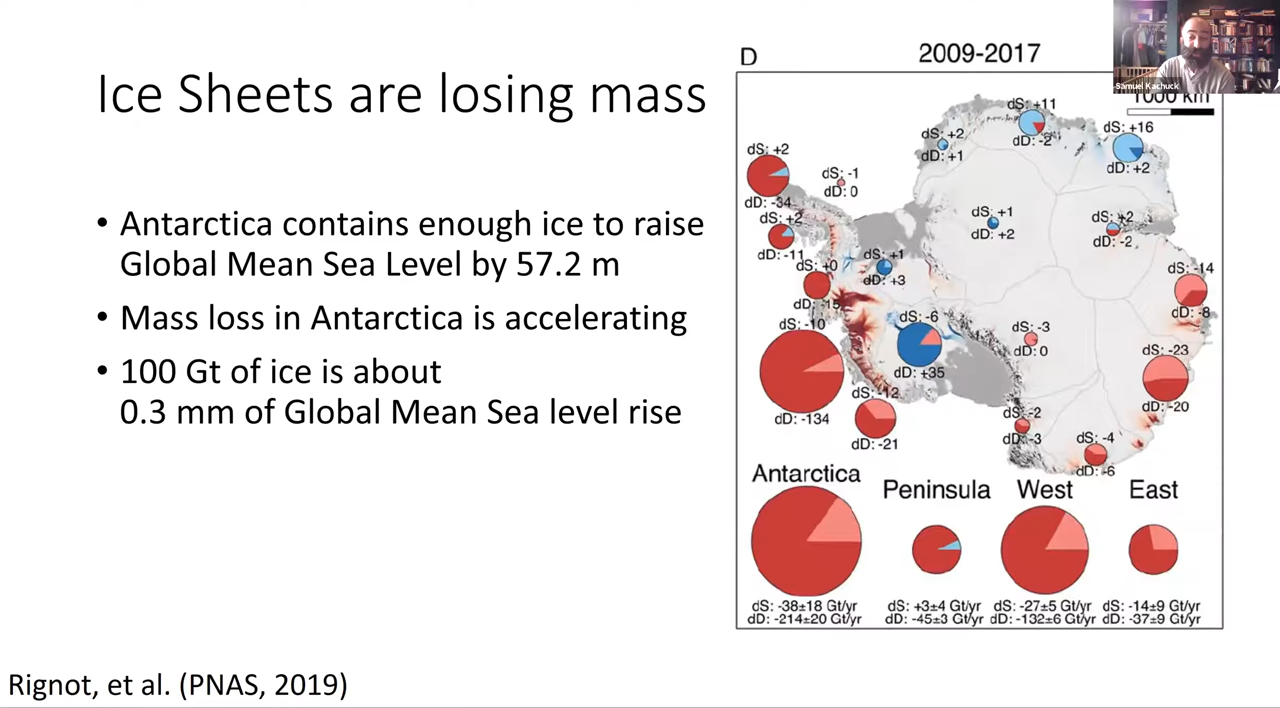 Ice Sheets are losing mass
• Antarctica contains enough ice to raise
Global Mean Sea Level by 57.2 m
• Mass loss in Antarctica is accelerating
• 100 Gt of ice is about
0.3 mm of Global Mean Sea level rise
Rignot, et al. (PNAS, 2019)
D
2009-2017
Samuel Kachuck
1000 km
dS: +11
dD: -2
dS: +16
dD: +2
dS: +2
dD: +1
dS: +2
dD: -34
dS: -1
dD: 0
dS: +2
dD: -11
dS: +1
dD: +2
dS: +2
dD: -2
dS: +0
dD: -15
dS: +1
dD: +3
dS: -14
dD: -8
dS: -10
dD: -134
dS: -6
dD: +35
dS: -3
dD: 0
dS: -23
dD: -20
dS: -12
dD: -21
dS: -2
dD: -3
dS: -4
dD: -6
Antarctica
dS: -38±18 Gt/yr
dD: -214±20 Gt/yr
Peninsula
dS: +3±4 Gt/yr
dD: -45±3 Gt/yr
West
dS: -27±5 Gt/yr
dD: -132±6 Gt/yr
East
dS: -14±9 Gt/yr
dD: -37±9 Gt/yr